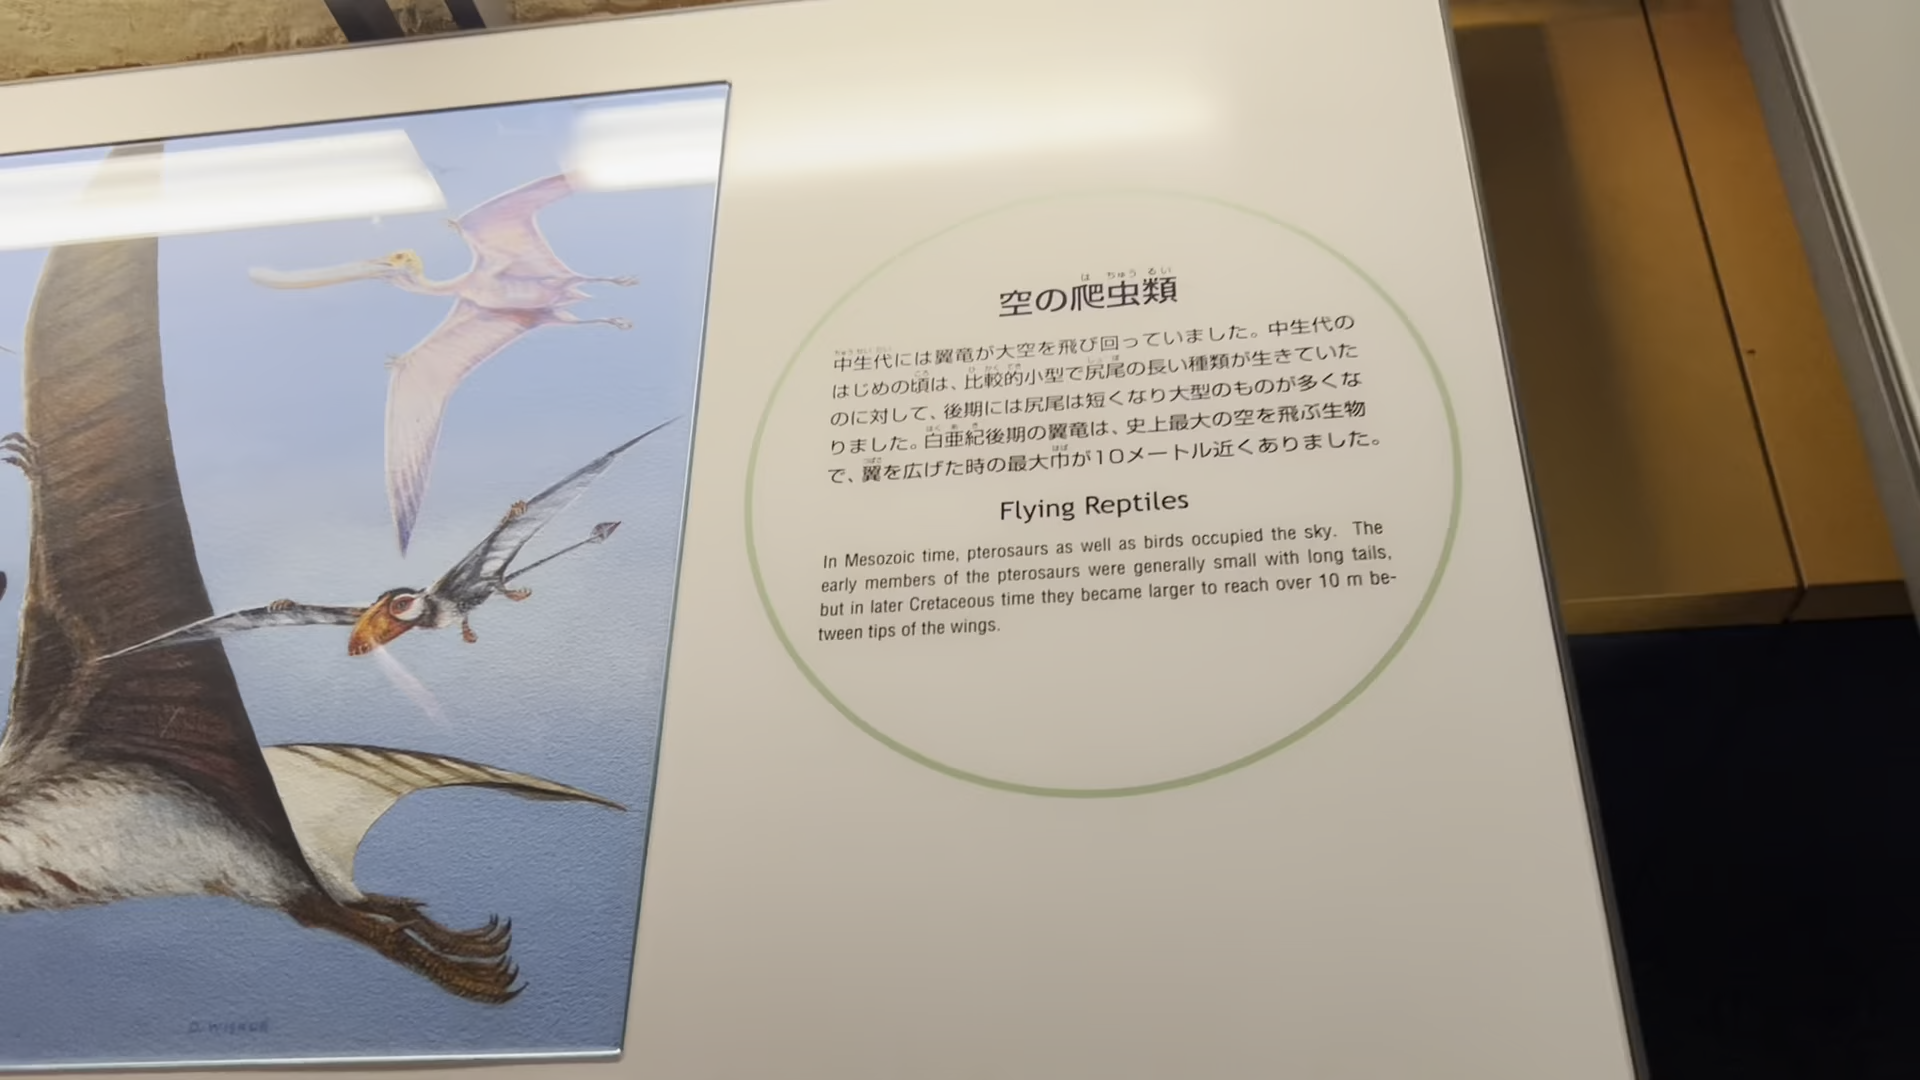 空の爬虫類
中生代には翼竜が大空を飛び回っていました。中生代の
はじめの頃は、比較的小型で尻尾の長い種類が生きていた
のに対して、後期には尻尾は短くなり大型のものが多くな
りました。白亜紀後期の翼竜は、史上最大の空を飛ぶ生物
で、翼を広げた時の最大巾が10メートル近くありました。
Flying Reptiles
In Mesozoic time, pterosaurs as well as birds occupied the sky. The
early members of the pterosaurs were generally small with long tails,
but in later Cretaceous time they became larger to reach over 10 m be-
tween tips of the wings.